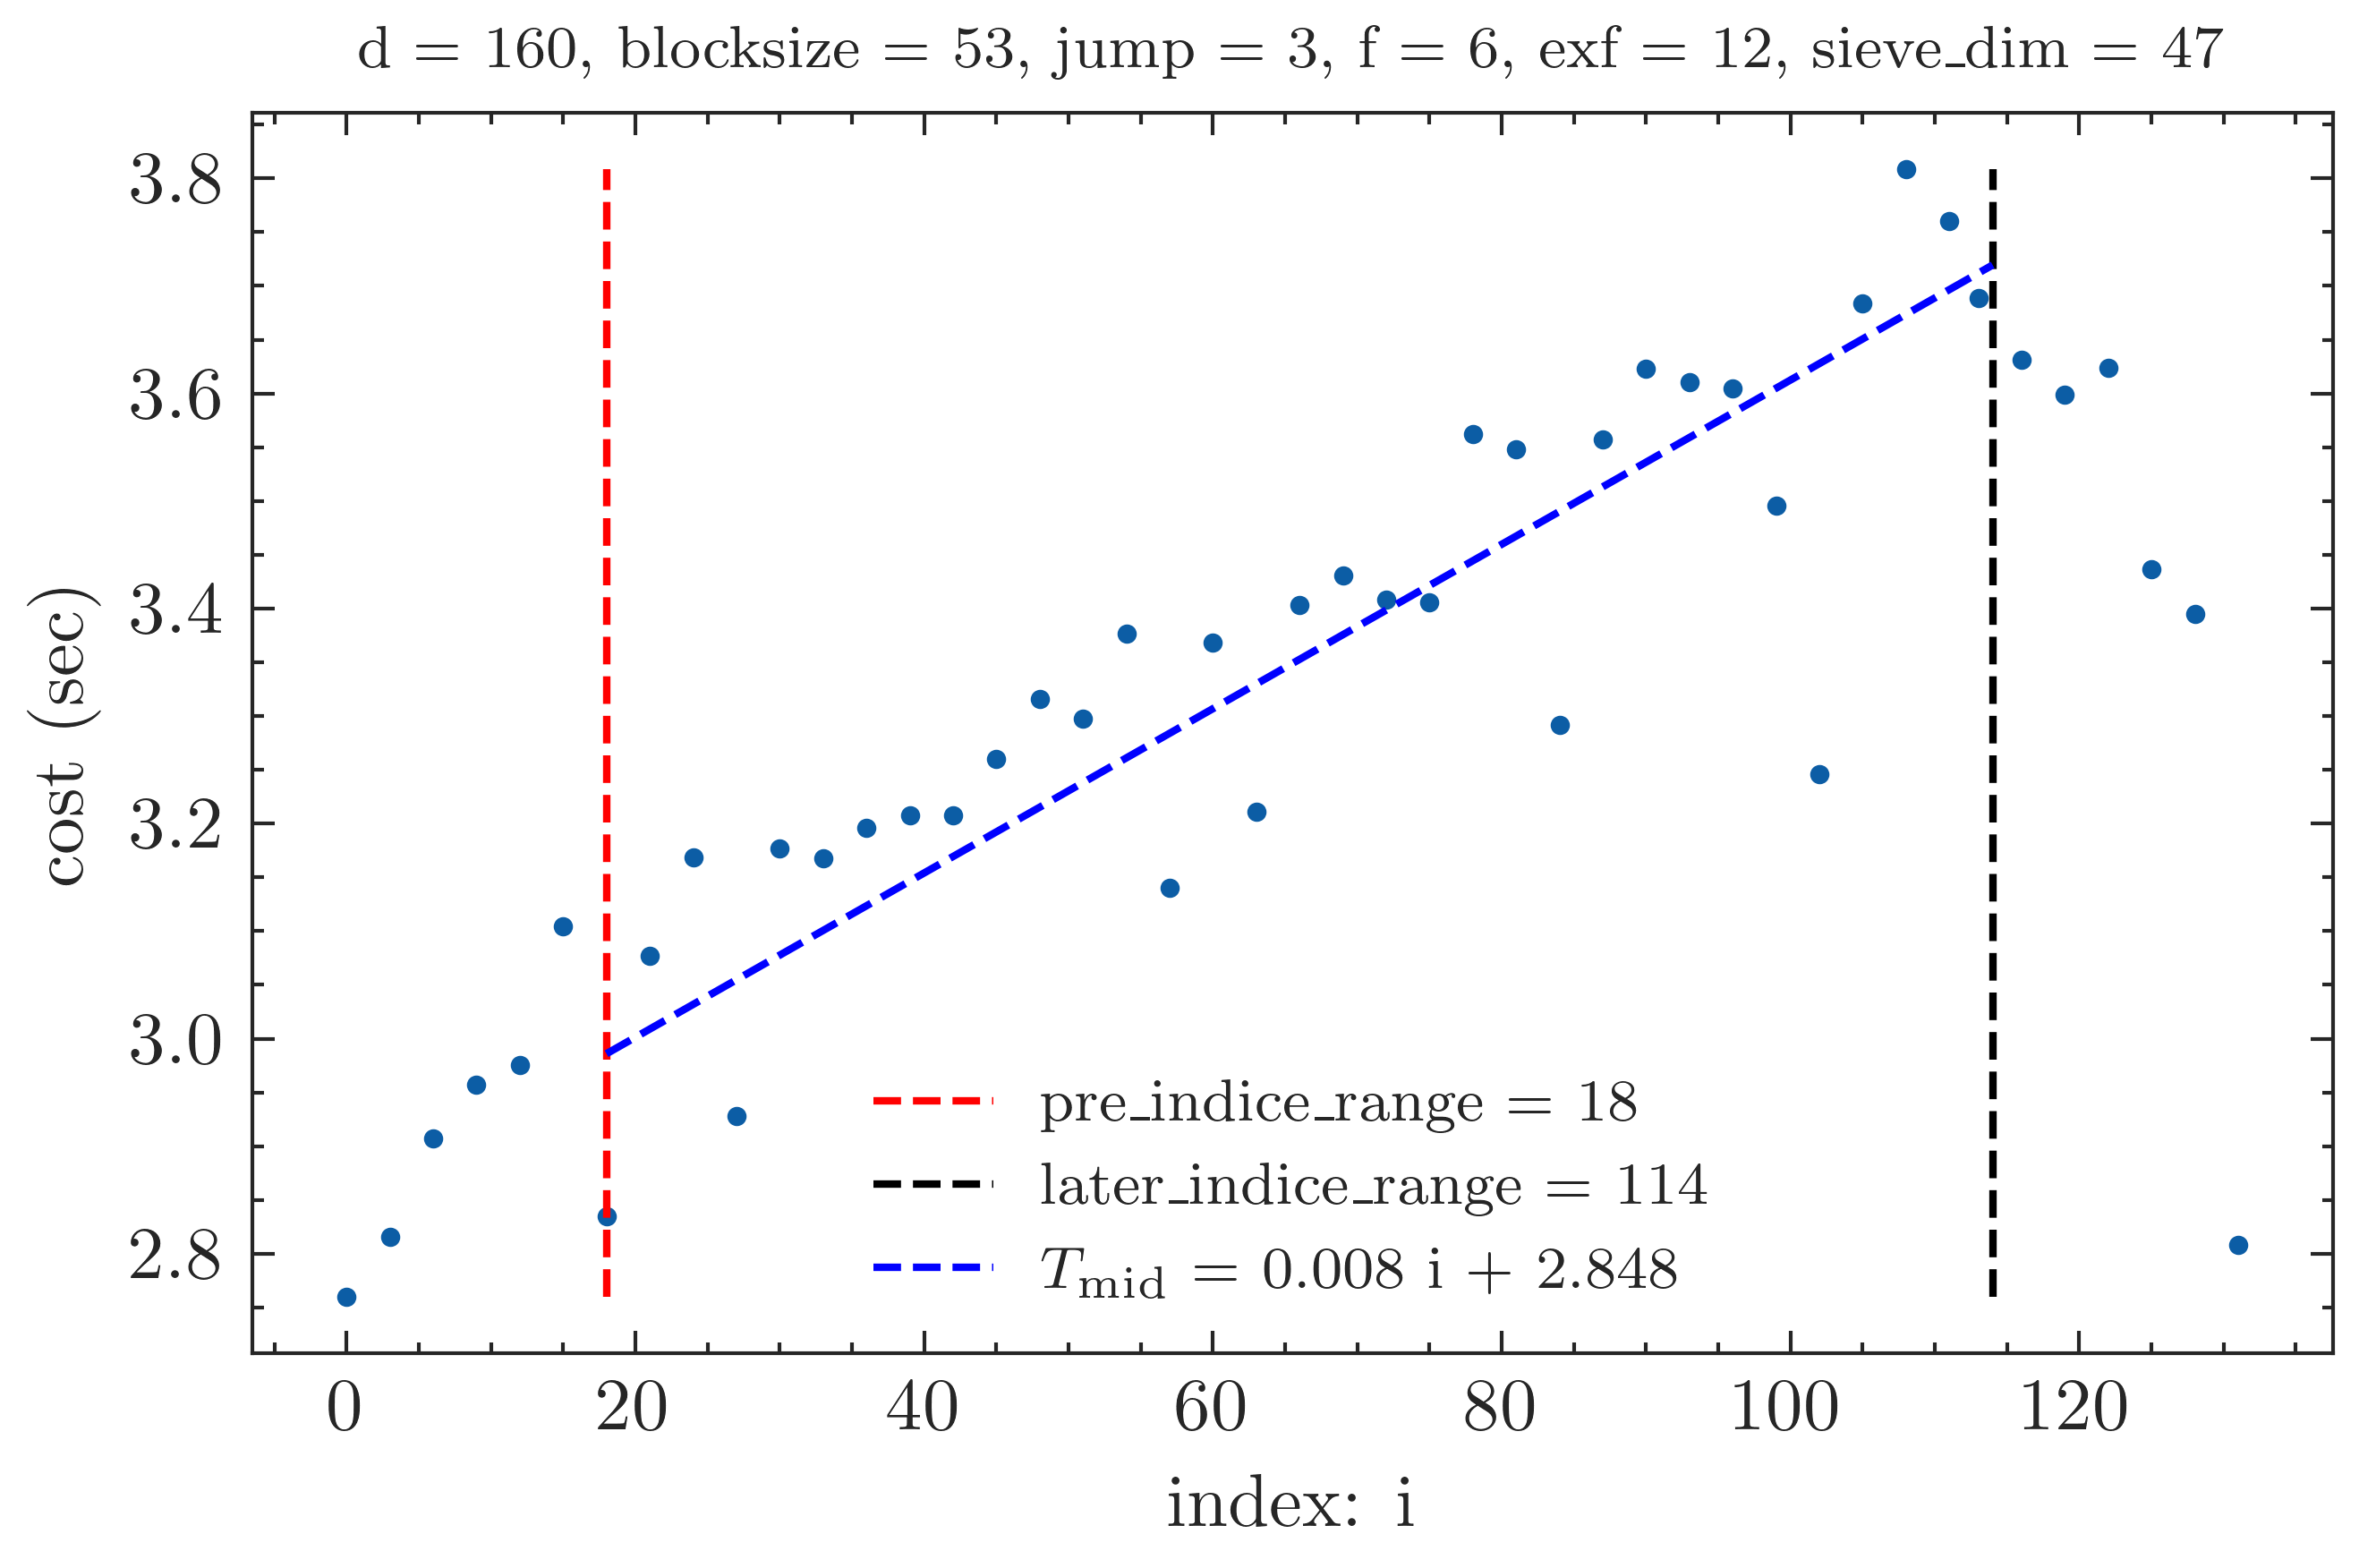 d = 160, blocksize = 53, jump = 3, f = 6, exf = 12, sieve_dim = 47
3.8
3.6
3.4
3.2
3.0
2.8
cost (sec)
pre_indice_range = 18
later_indice_range = 114
T_mid = 0.008 i + 2.848
0 20 40 60 80 100 120
index: i